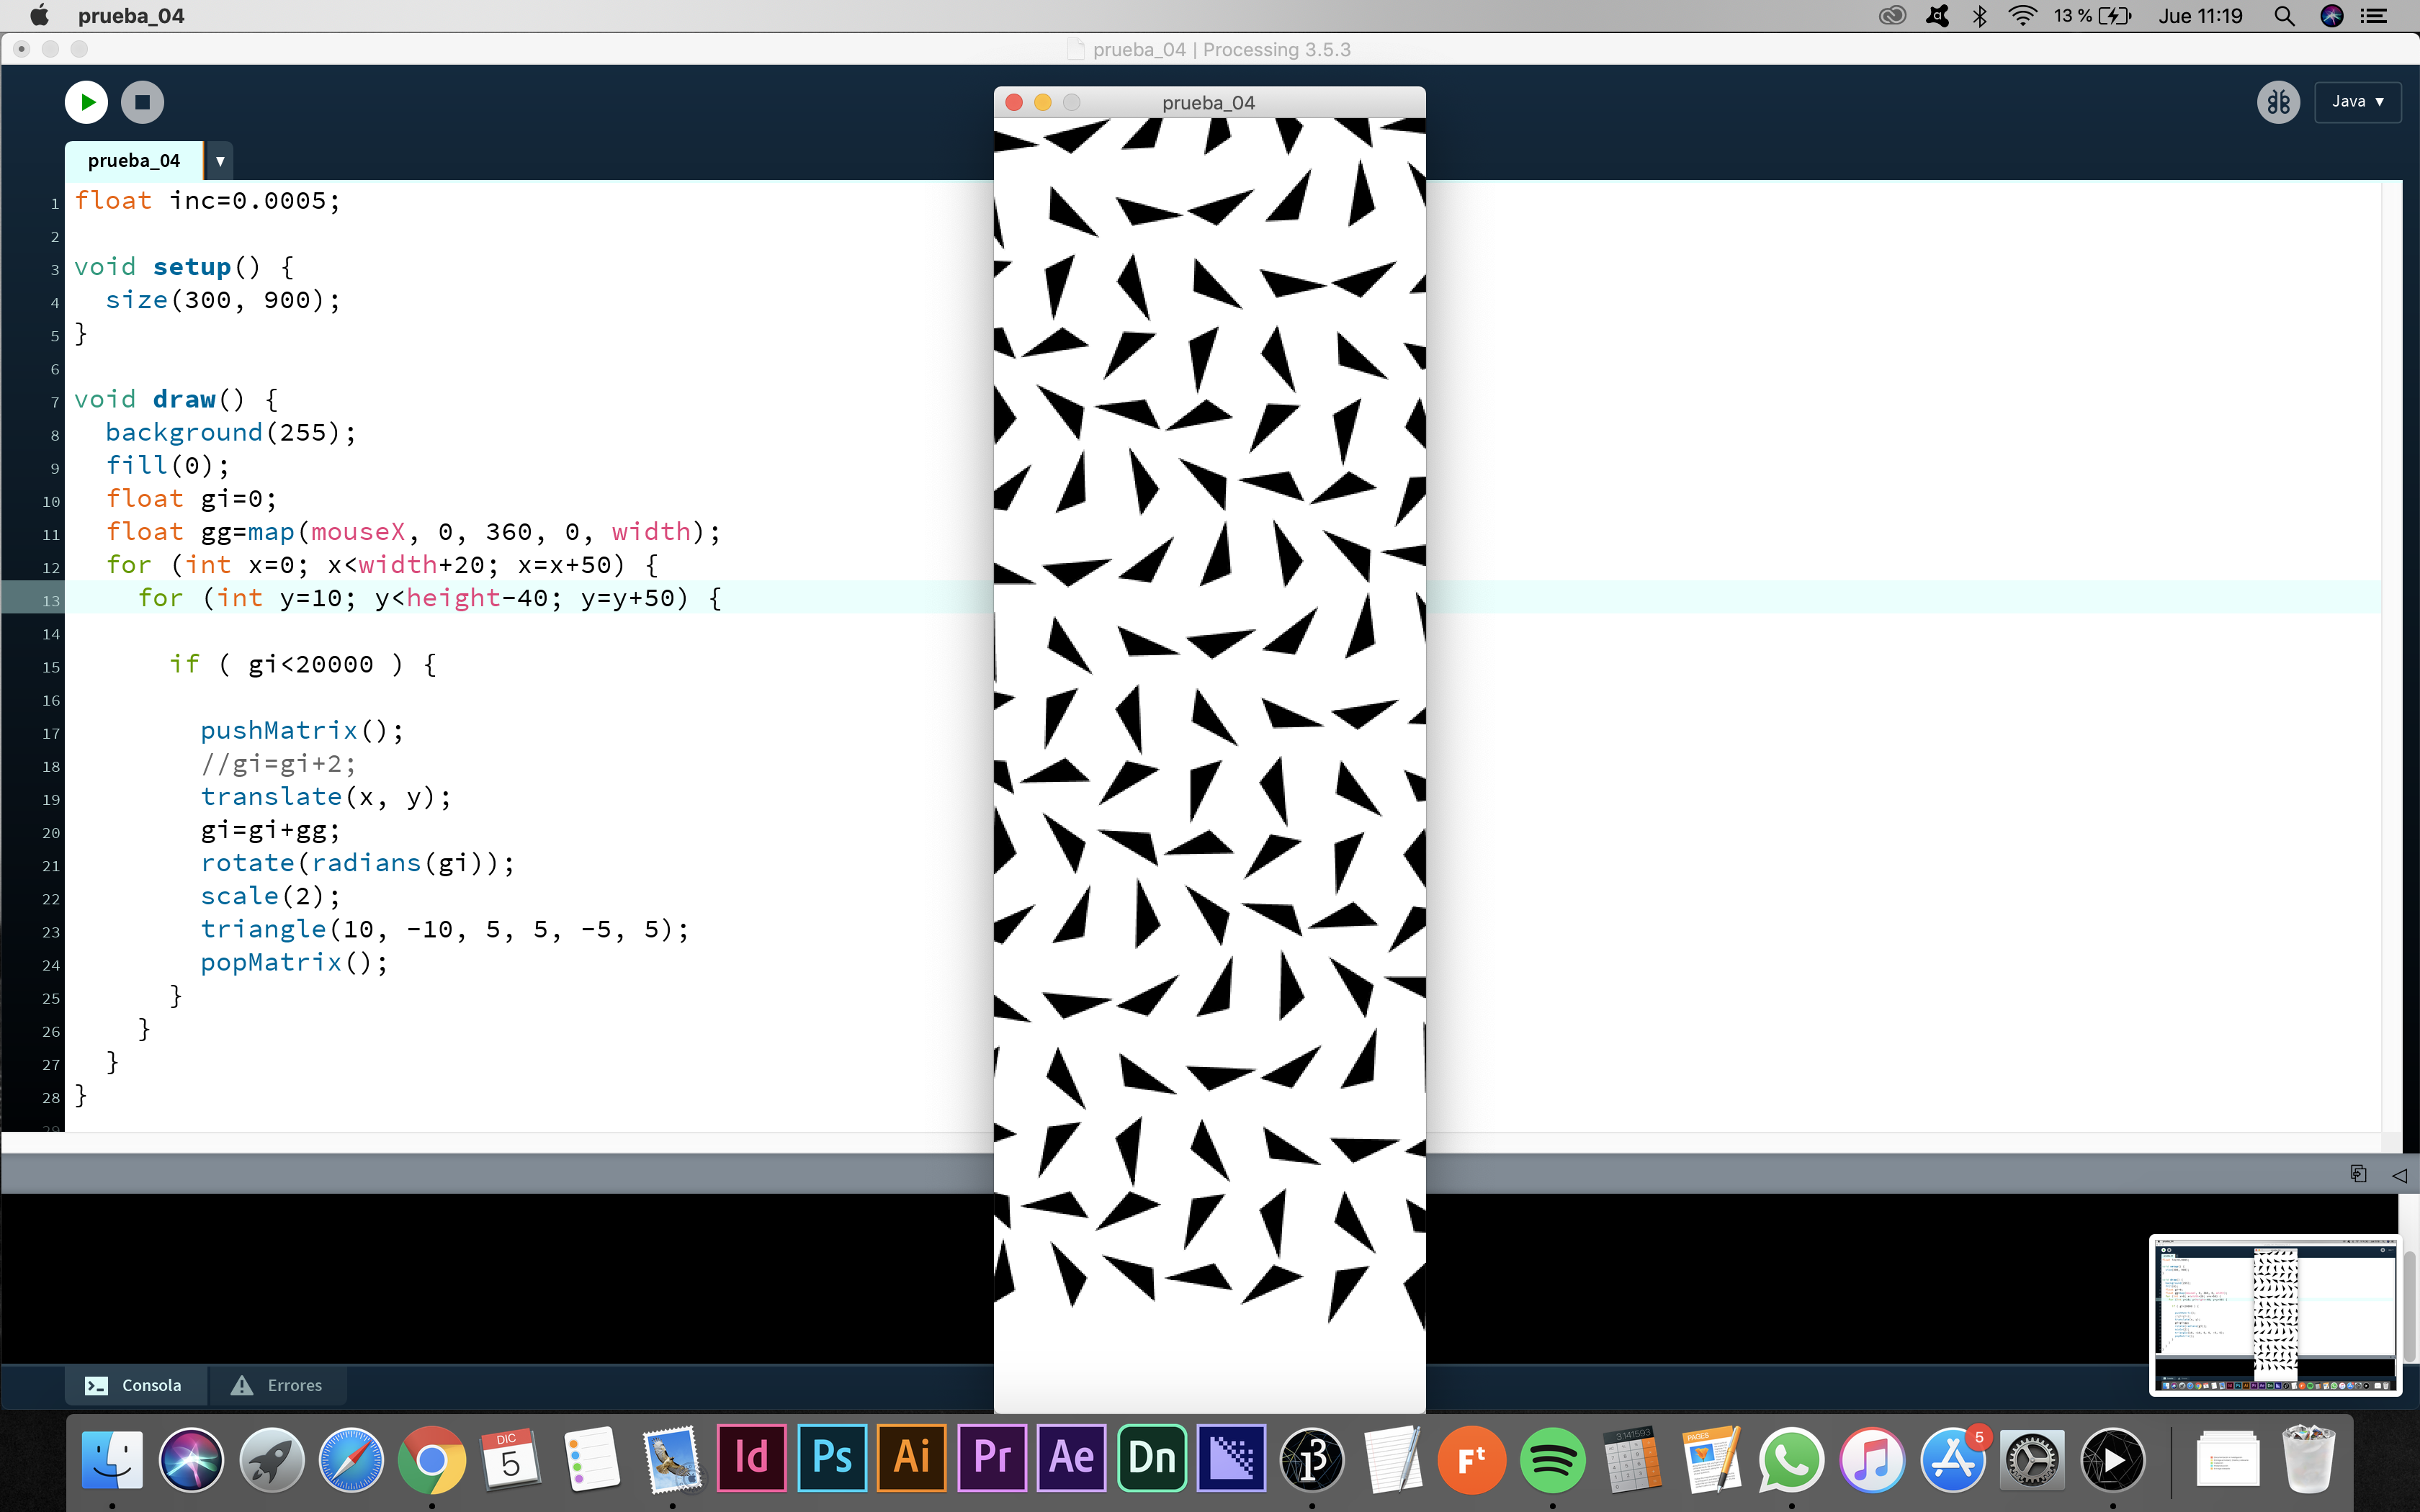 prueba_04
13 %
Jue 11:19
prueba_04 | Processing 3.5.3
prueba_04
Java ▼
prueba_04 ▼
1 float inc=0.0005;
2
3 void setup() {
4   size(300, 900);
5 }
6
7 void draw() {
8   background(255);
9   fill(0);
10   float gi=0;
11   float gg=map(mouseX, 0, 360, 0, width);
12   for (int x=0; x<width+20; x=x+50) {
13     for (int y=10; y<height-40; y=y+50) {
14
15       if ( gi<20000 ) {
16
17         pushMatrix();
18         //gi=gi+2;
19         translate(x, y);
20         gi=gi+gg;
21         rotate(radians(gi));
22         scale(2);
23         triangle(10, -10, 5, 5, -5, 5);
24         popMatrix();
25       }
26     }
27   }
28 }
29
Consola
Errores
DIC
5
Id
Ps
Ai
Pr
Ae
Dn
13
Ft
3.141593
PAGES
5